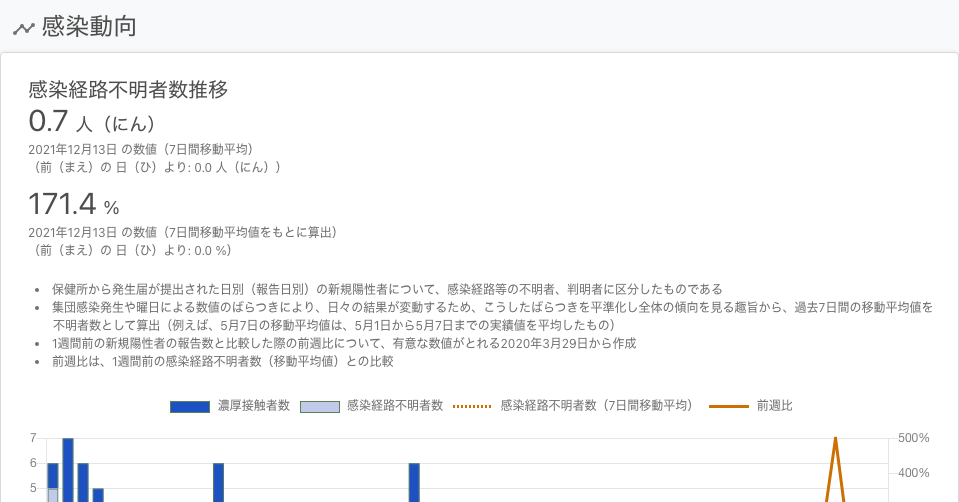 感染動向
感染経路不明者数推移
0.7 人（にん）
2021年12月13日 の数値（7日間移動平均）
（前（まえ）の 日（ひ）より: 0.0 人（にん））
171.4 %
2021年12月13日 の数値（7日間移動平均値をもとに算出）
（前（まえ）の 日（ひ）より: 0.0 %）
• 保健所から発生届が提出された日別（報告日別）の新規陽性者について、感染経路等の不明者、判明者に区分したものである
• 集団感染発生や曜日による数値のばらつきにより、日々の結果が変動するため、こうしたばらつきを平準化し全体の傾向を見る趣旨から、過去7日間の移動平均値を
不明者数として算出（例えば、5月7日の移動平均値は、5月1日から5月7日までの実績値を平均したもの）
• 1週間前の新規陽性者の報告数と比較した際の前週比について、有意な数値がとれる2020年3月29日から作成
• 前週比は、1週間前の感染経路不明者数（移動平均値）との比較
濃厚接触者数 感染経路不明者数 感染経路不明者数（7日間移動平均） 前週比
7 500%
6 400%
5